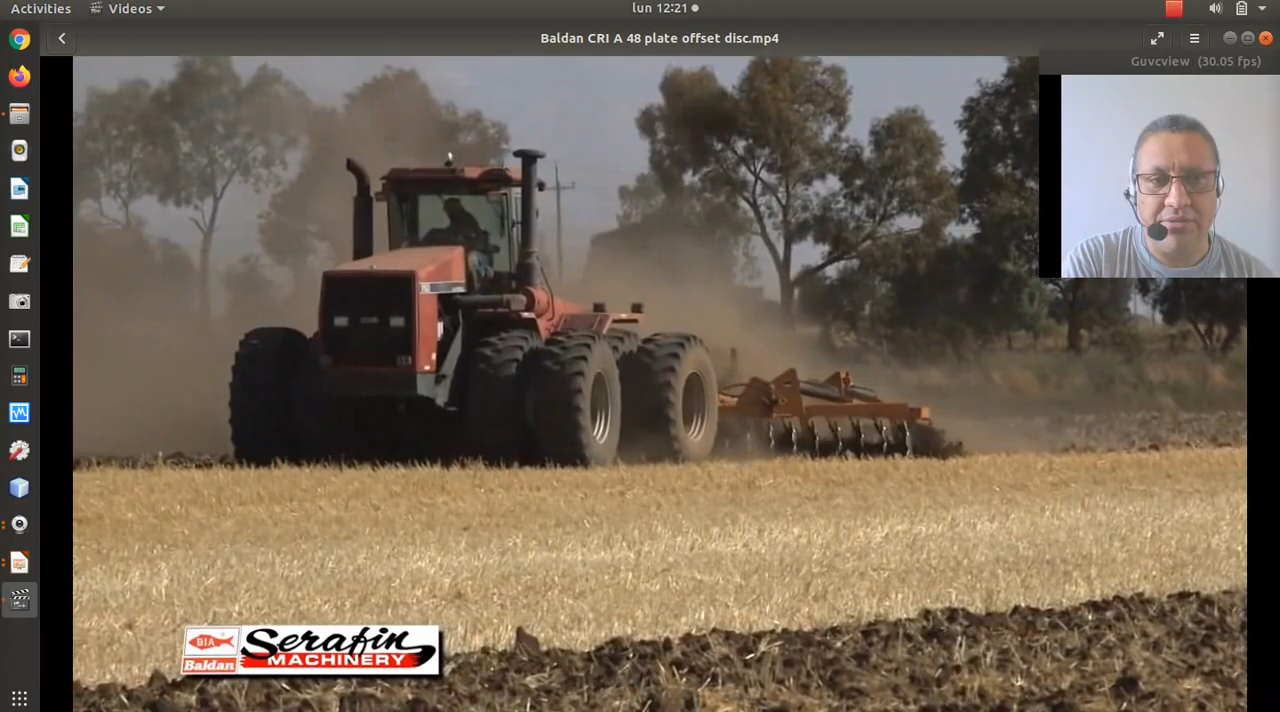 Activities Videos lun 12:21
Baldan CRI A 48 plate offset disc.mp4
Guvcview (30.05 fps)
BIA
Baldan
Serafin
MACHINERY